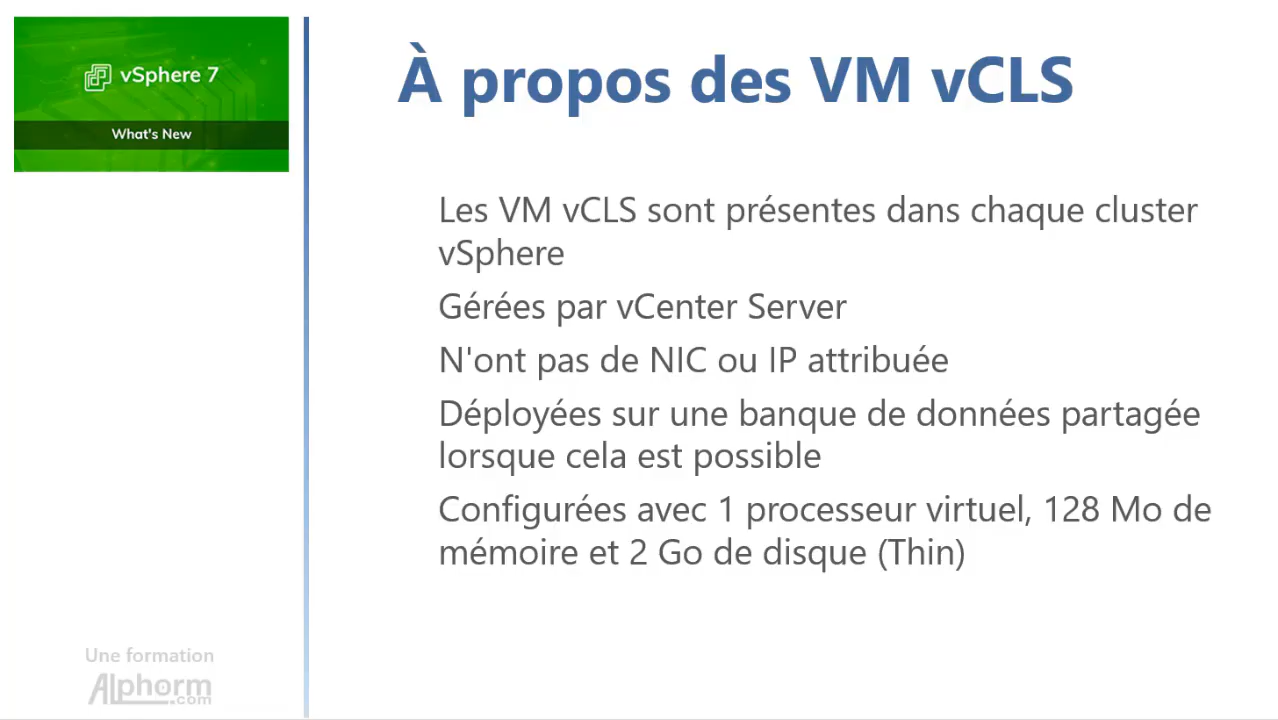 vSphere 7
What's New
À propos des VM vCLS
Les VM vCLS sont présentes dans chaque cluster
vSphere
Gérées par vCenter Server
N'ont pas de NIC ou IP attribuée
Déployées sur une banque de données partagée
lorsque cela est possible
Configurées avec 1 processeur virtuel, 128 Mo de
mémoire et 2 Go de disque (Thin)
Une formation
Alphorm
.com